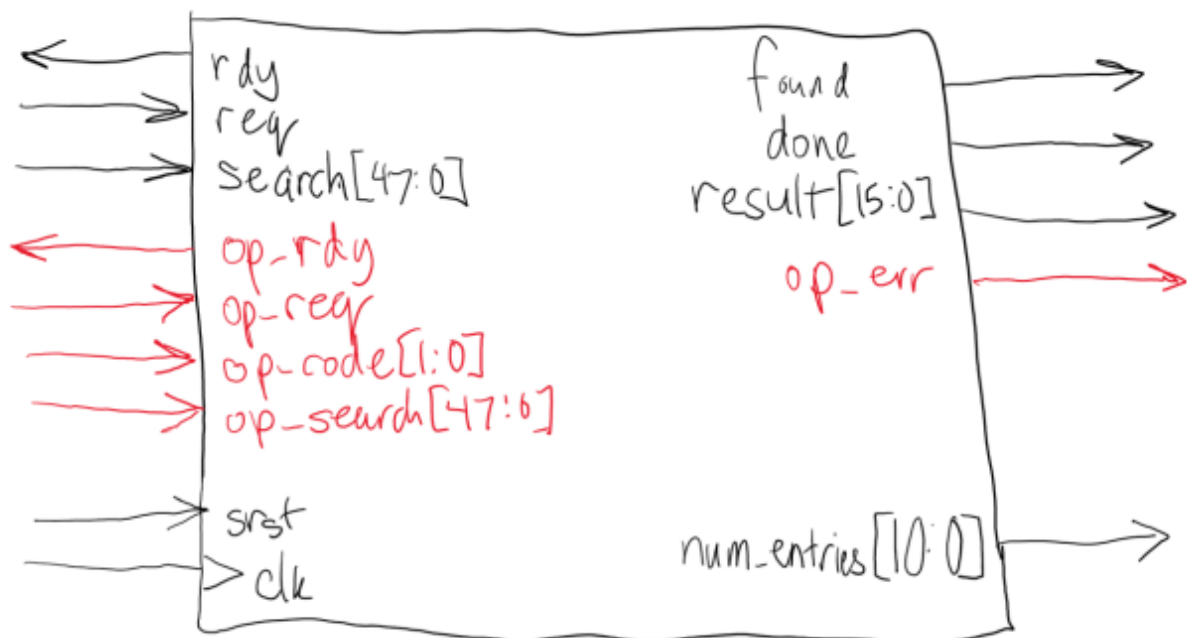 rdy
req
search[47:0]
op_rdy
op_req
op_code[1:0]
op_search[47:0]
srst
clk
found
done
result[15:0]
op_err
num_entries[10:0]